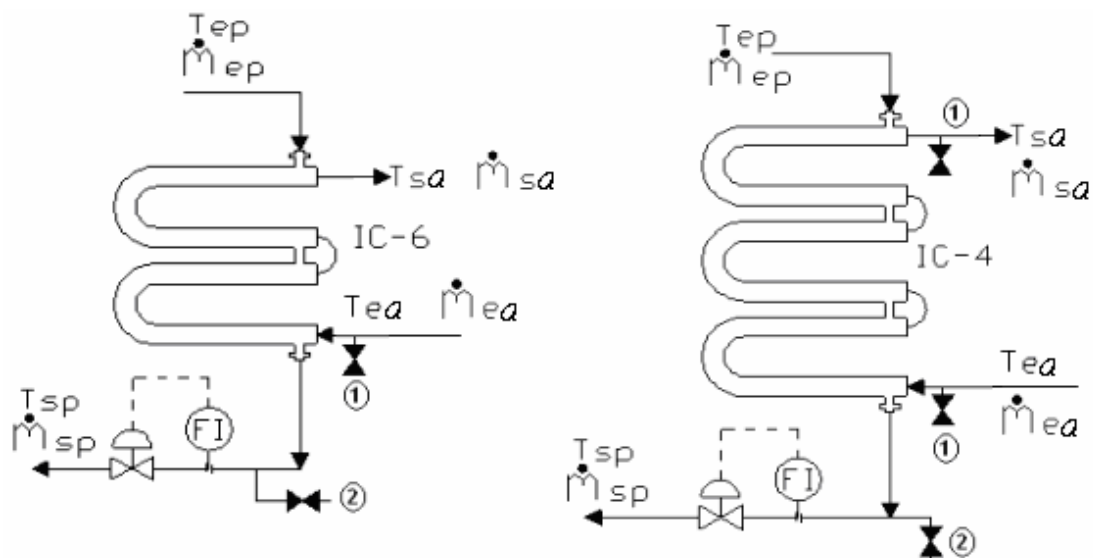 Tep
ṁep
Tsa ṁsa
IC-6
Tea ṁea
1
Tsp
ṁsp
FI
2
Tep
ṁep
1
Tsa
ṁsa
IC-4
Tea
ṁea
1
Tsp
ṁsp
FI
2